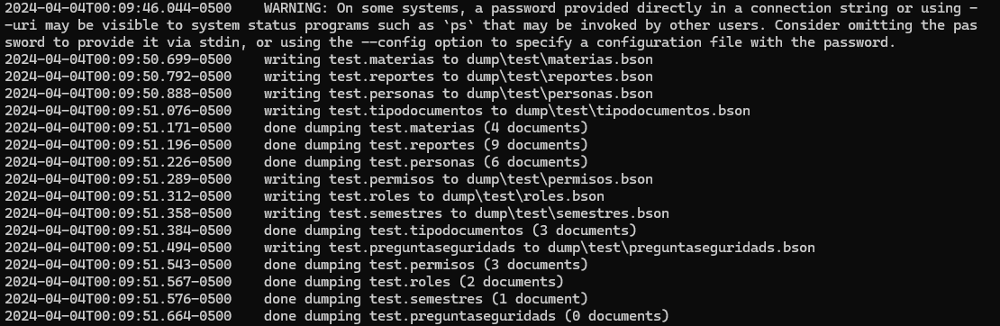 2024-04-04T00:09:46.044-0500    WARNING: On some systems, a password provided directly in a connection string or using -
-uri may be visible to system status programs such as `ps` that may be invoked by other users. Consider omitting the pas
sword to provide it via stdin, or using the --config option to specify a configuration file with the password.
2024-04-04T00:09:50.699-0500    writing test.materias to dump\test\materias.bson
2024-04-04T00:09:50.792-0500    writing test.reportes to dump\test\reportes.bson
2024-04-04T00:09:50.888-0500    writing test.personas to dump\test\personas.bson
2024-04-04T00:09:51.076-0500    writing test.tipodocumentos to dump\test\tipodocumentos.bson
2024-04-04T00:09:51.171-0500    done dumping test.materias (4 documents)
2024-04-04T00:09:51.196-0500    done dumping test.reportes (9 documents)
2024-04-04T00:09:51.226-0500    done dumping test.personas (6 documents)
2024-04-04T00:09:51.289-0500    writing test.permisos to dump\test\permisos.bson
2024-04-04T00:09:51.312-0500    writing test.roles to dump\test\roles.bson
2024-04-04T00:09:51.358-0500    writing test.semestres to dump\test\semestres.bson
2024-04-04T00:09:51.384-0500    done dumping test.tipodocumentos (3 documents)
2024-04-04T00:09:51.494-0500    writing test.preguntaseguridads to dump\test\preguntaseguridads.bson
2024-04-04T00:09:51.543-0500    done dumping test.permisos (3 documents)
2024-04-04T00:09:51.567-0500    done dumping test.roles (2 documents)
2024-04-04T00:09:51.576-0500    done dumping test.semestres (1 document)
2024-04-04T00:09:51.664-0500    done dumping test.preguntaseguridads (0 documents)